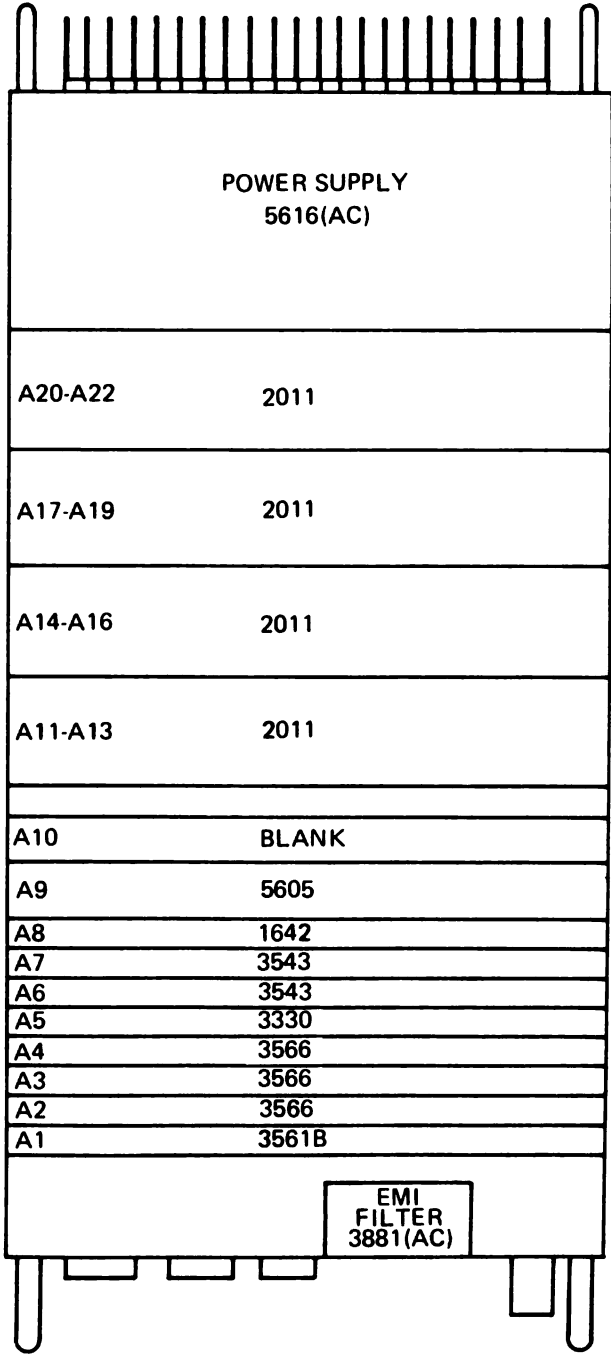 POWER SUPPLY
5616(AC)
A20-A22 2011
A17-A19 2011
A14-A16 2011
A11-A13 2011
A10 BLANK
A9 5605
A8 1642
A7 3543
A6 3543
A5 3330
A4 3566
A3 3566
A2 3566
A1 3561B
EMI
FILTER
3881(AC)